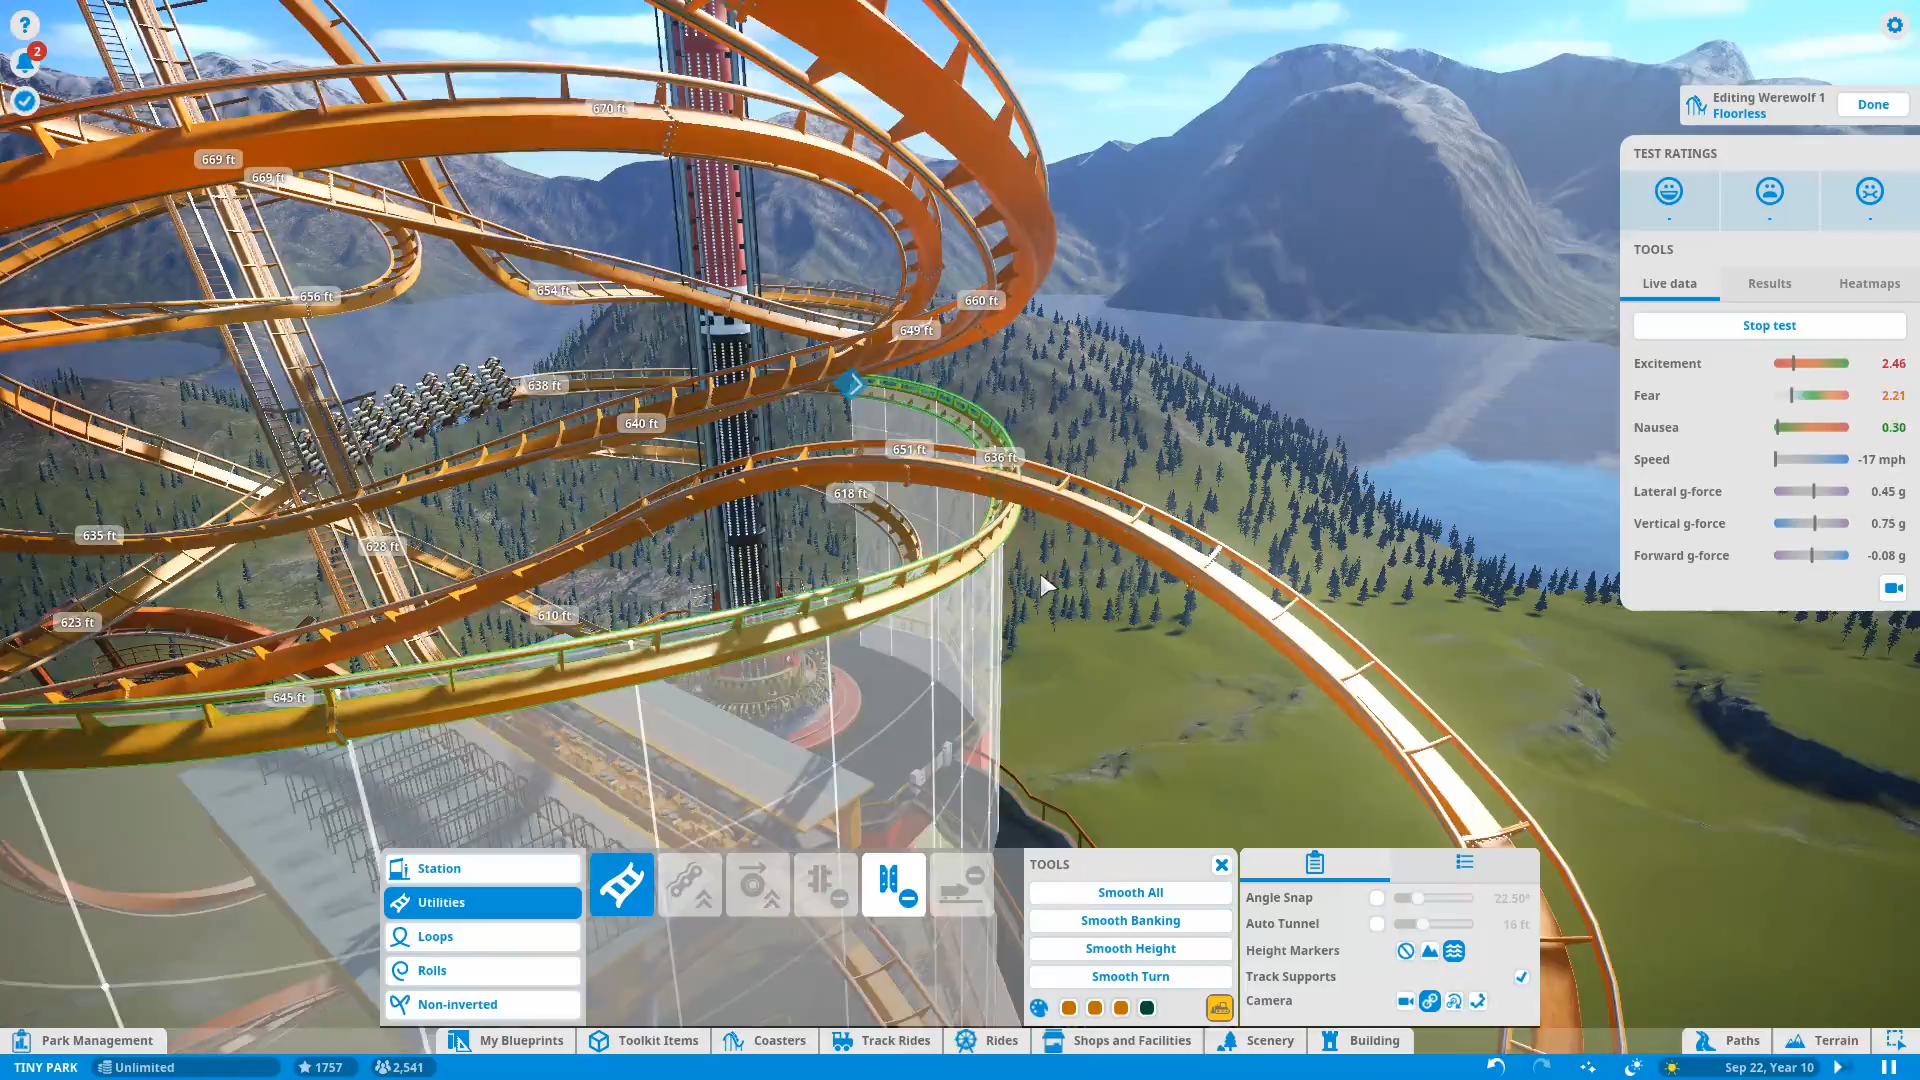 ?
2
670 ft
669 ft
669 ft
656 ft
654 ft
660 ft
649 ft
638 ft
640 ft
651 ft
636 ft
618 ft
635 ft
628 ft
623 ft
610 ft
645 ft
Editing Werewolf 1
Floorless
Done
TEST RATINGS
- - -
TOOLS
Live data Results Heatmaps
Stop test
Excitement 2.46
Fear 2.21
Nausea 0.30
Speed -17 mph
Lateral g-force 0.45 g
Vertical g-force 0.75 g
Forward g-force -0.08 g
Station
Utilities
Loops
Rolls
Non-inverted
TOOLS
Smooth All
Smooth Banking
Smooth Height
Smooth Turn
Angle Snap 22.50°
Auto Tunnel 16 ft
Height Markers
Track Supports
Camera
Park Management My Blueprints Toolkit Items Coasters Track Rides Rides Shops and Facilities Scenery Building Paths Terrain
TINY PARK Unlimited 1757 2,541 Sep 22, Year 10